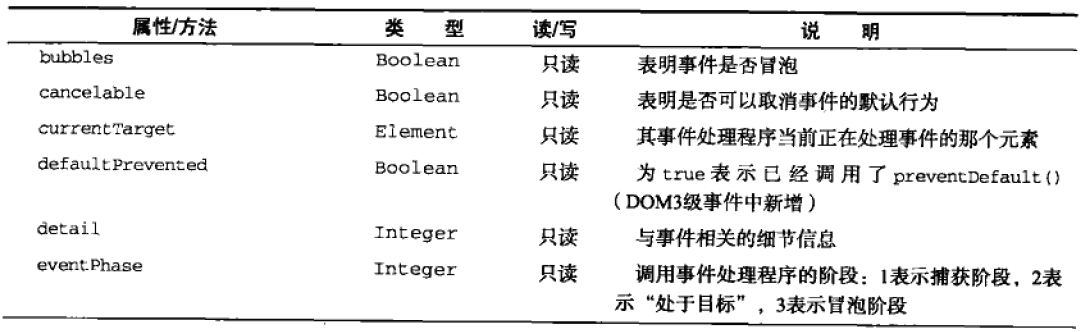 属性/方法 类 型 读/写 说 明
bubbles Boolean 只读 表明事件是否冒泡
cancelable Boolean 只读 表明是否可以取消事件的默认行为
currentTarget Element 只读 其事件处理程序当前正在处理事件的那个元素
defaultPrevented Boolean 只读 为 true 表示已经调用了 preventDefault()
（DOM3级事件中新增）
detail Integer 只读 与事件相关的细节信息
eventPhase Integer 只读 调用事件处理程序的阶段：1表示捕获阶段，2表
示“处于目标”，3表示冒泡阶段